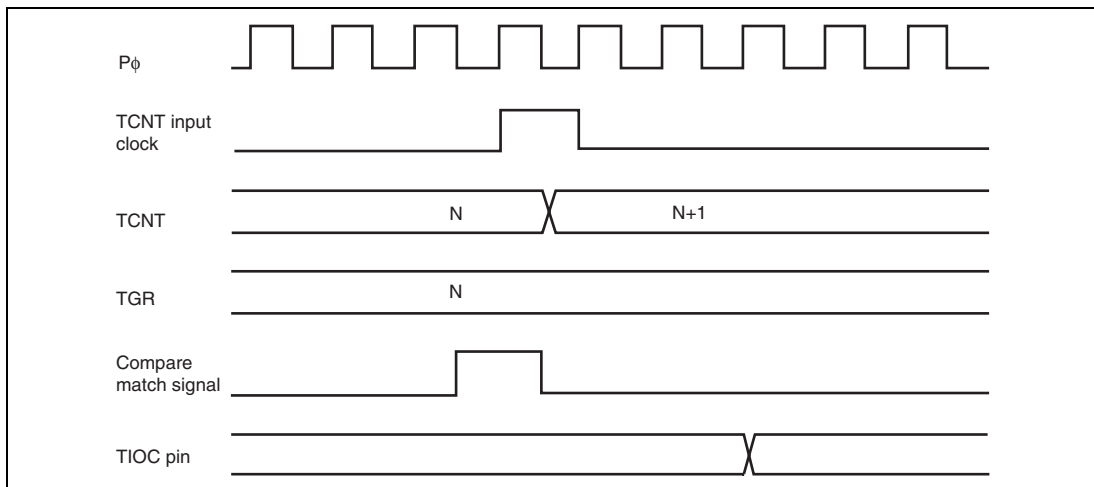 Pϕ
TCNT input
clock
TCNT
N
N+1
TGR
N
Compare
match signal
TIOC pin